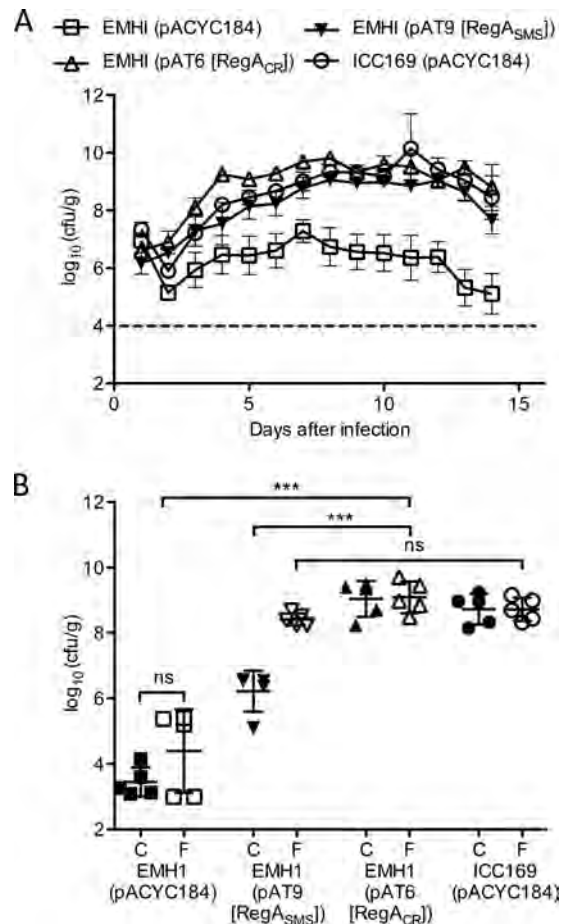 A
EMHI (pACYC184) EMHI (pAT9 [RegA_SMS])
EMHI (pAT6 [RegA_CR]) ICC169 (pACYC184)
12
10
8
6
4
2
log10 (cfu/g)
0 5 10 15
Days after infection
B
***
***
ns
ns
12
10
8
6
4
2
log10 (cfu/g)
C F C F C F C F
EMH1 EMH1 EMH1 ICC169
(pACYC184) (pAT9 (pAT6 (pACYC184)
[RegA_SMS]) [RegA_CR])